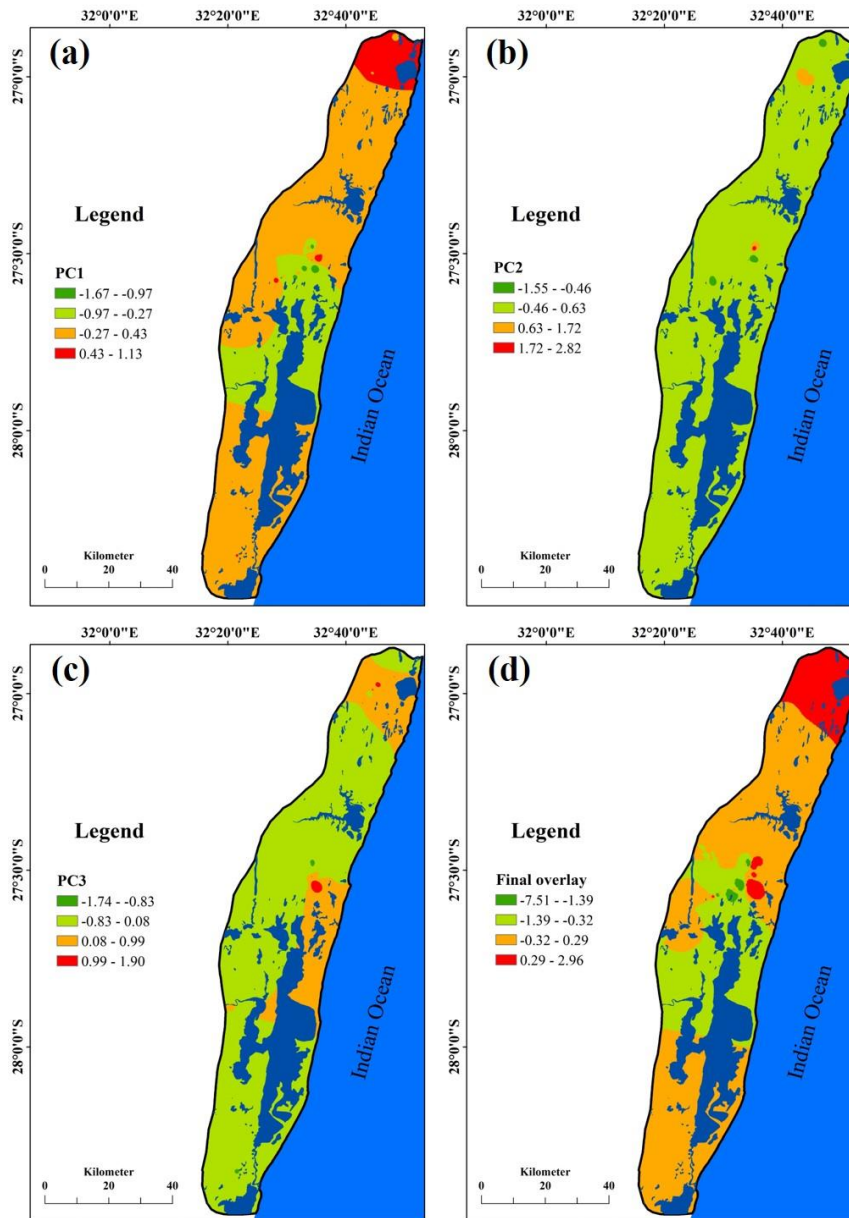 32°0'0"E 32°20'0"E 32°40'0"E
(a)
27°0'0"S
27°30'0"S
28°0'0"S
Legend
PC1
-1.67 - -0.97
-0.97 - -0.27
-0.27 - 0.43
0.43 - 1.13
Indian Ocean
Kilometer
0 20 40
32°0'0"E 32°20'0"E 32°40'0"E
(b)
27°0'0"S
27°30'0"S
28°0'0"S
Legend
PC2
-1.55 - -0.46
-0.46 - 0.63
0.63 - 1.72
1.72 - 2.82
Indian Ocean
Kilometer
0 20 40
32°0'0"E 32°20'0"E 32°40'0"E
(c)
27°0'0"S
27°30'0"S
28°0'0"S
Legend
PC3
-1.74 - -0.83
-0.83 - 0.08
0.08 - 0.99
0.99 - 1.90
Indian Ocean
Kilometer
0 20 40
32°0'0"E 32°20'0"E 32°40'0"E
(d)
27°0'0"S
27°30'0"S
28°0'0"S
Legend
Final overlay
-7.51 - -1.39
-1.39 - -0.32
-0.32 - 0.29
0.29 - 2.96
Indian Ocean
Kilometer
0 20 40